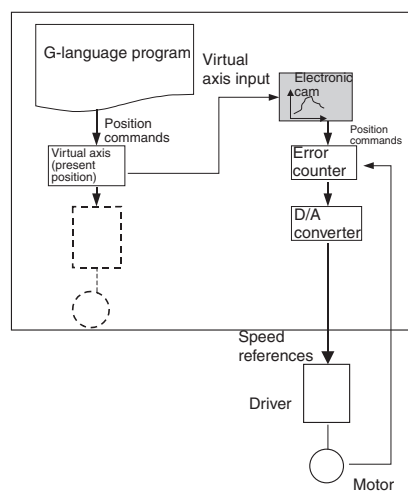 G-language program
Virtual
axis input
Electronic
cam
Position
commands
Position
commands
Virtual axis
(present
position)
Error
counter
D/A
converter
Speed
references
Driver
Motor